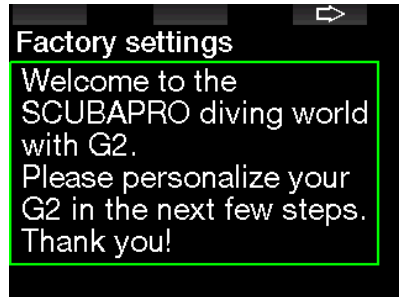 Factory settings
Welcome to the
SCUBAPRO diving world
with G2.
Please personalize your
G2 in the next few steps.
Thank you!